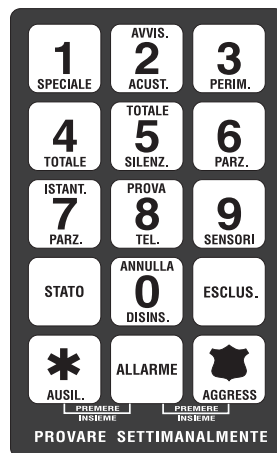 AVVIS.
1 2 3
SPECIALE ACUST. PERIM.
TOTALE
4 5 6
TOTALE SILENZ. PARZ.
ISTANT. PROVA
7 8 9
PARZ. TEL. SENSORI
ANNULLA
STATO 0 ESCLUS.
DISINS.
* ALLARME
AUSIL. AGGRESS
PREMERE PREMERE
INSIEME INSIEME
PROVARE SETTIMANALMENTE